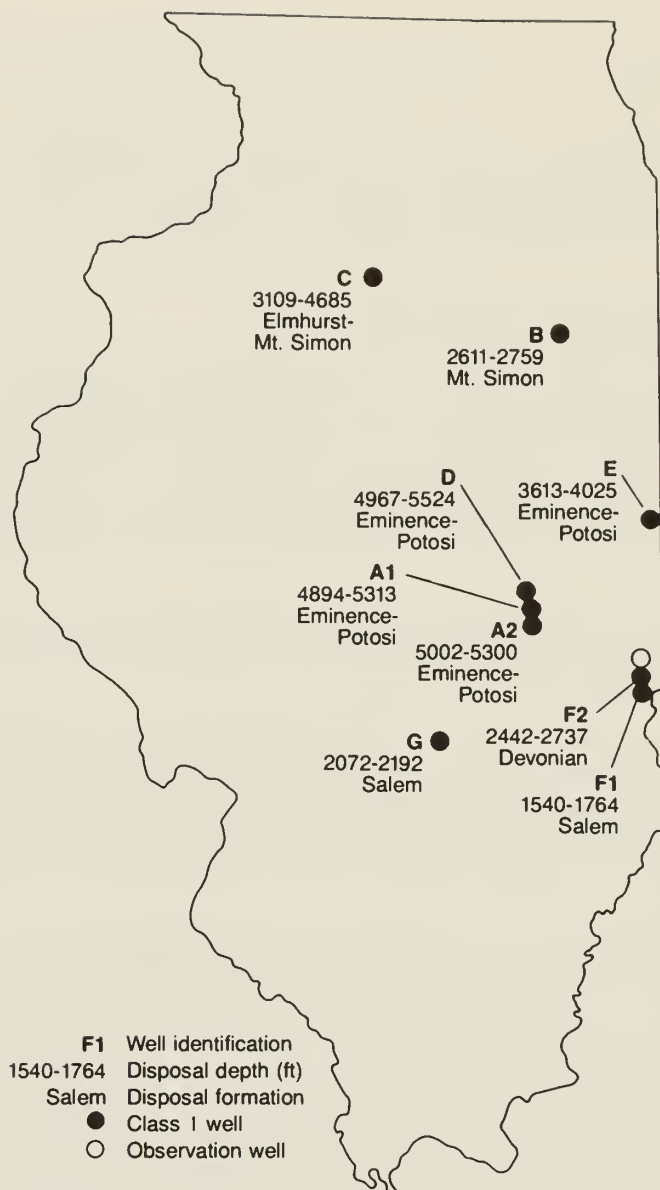 C
3109-4685
Elmhurst-
Mt. Simon
B
2611-2759
Mt. Simon
D
4967-5524
Eminence-
Potosi
E
3613-4025
Eminence-
Potosi
A1
4894-5313
Eminence-
Potosi
A2
5002-5300
Eminence-
Potosi
G
2072-2192
Salem
F2
2442-2737
Devonian
F1
1540-1764
Salem
F1 Well identification
1540-1764 Disposal depth (ft)
Salem Disposal formation
Class 1 well
Observation well